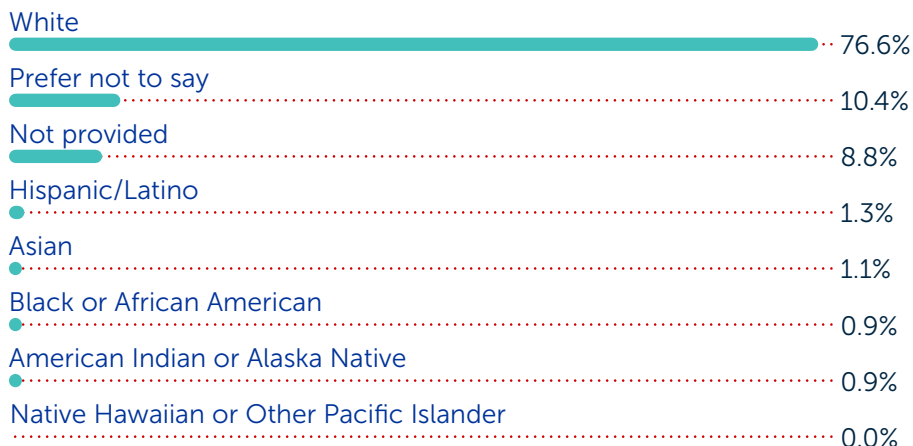 White
76.6%
Prefer not to say
10.4%
Not provided
8.8%
Hispanic/Latino
1.3%
Asian
1.1%
Black or African American
0.9%
American Indian or Alaska Native
0.9%
Native Hawaiian or Other Pacific Islander
0.0%